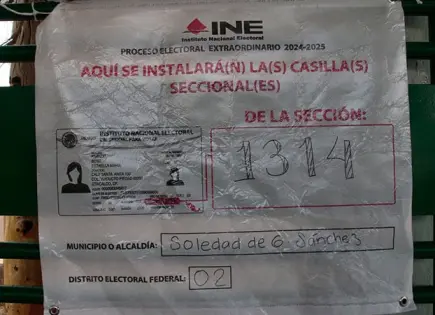 INE
Instituto Nacional Electoral
PROCESO ELECTORAL EXTRAORDINARIO 2024-2025
AQUÍ SE INSTALARÁ(N) LA(S) CASILLA(S)
SECCIONAL(ES)
DE LA SECCIÓN:
INSTITUTO NACIONAL ELECTORAL
1314
MUNICIPIO O ALCALDÍA: Soledad de G Sánchez
DISTRITO ELECTORAL FEDERAL: 02